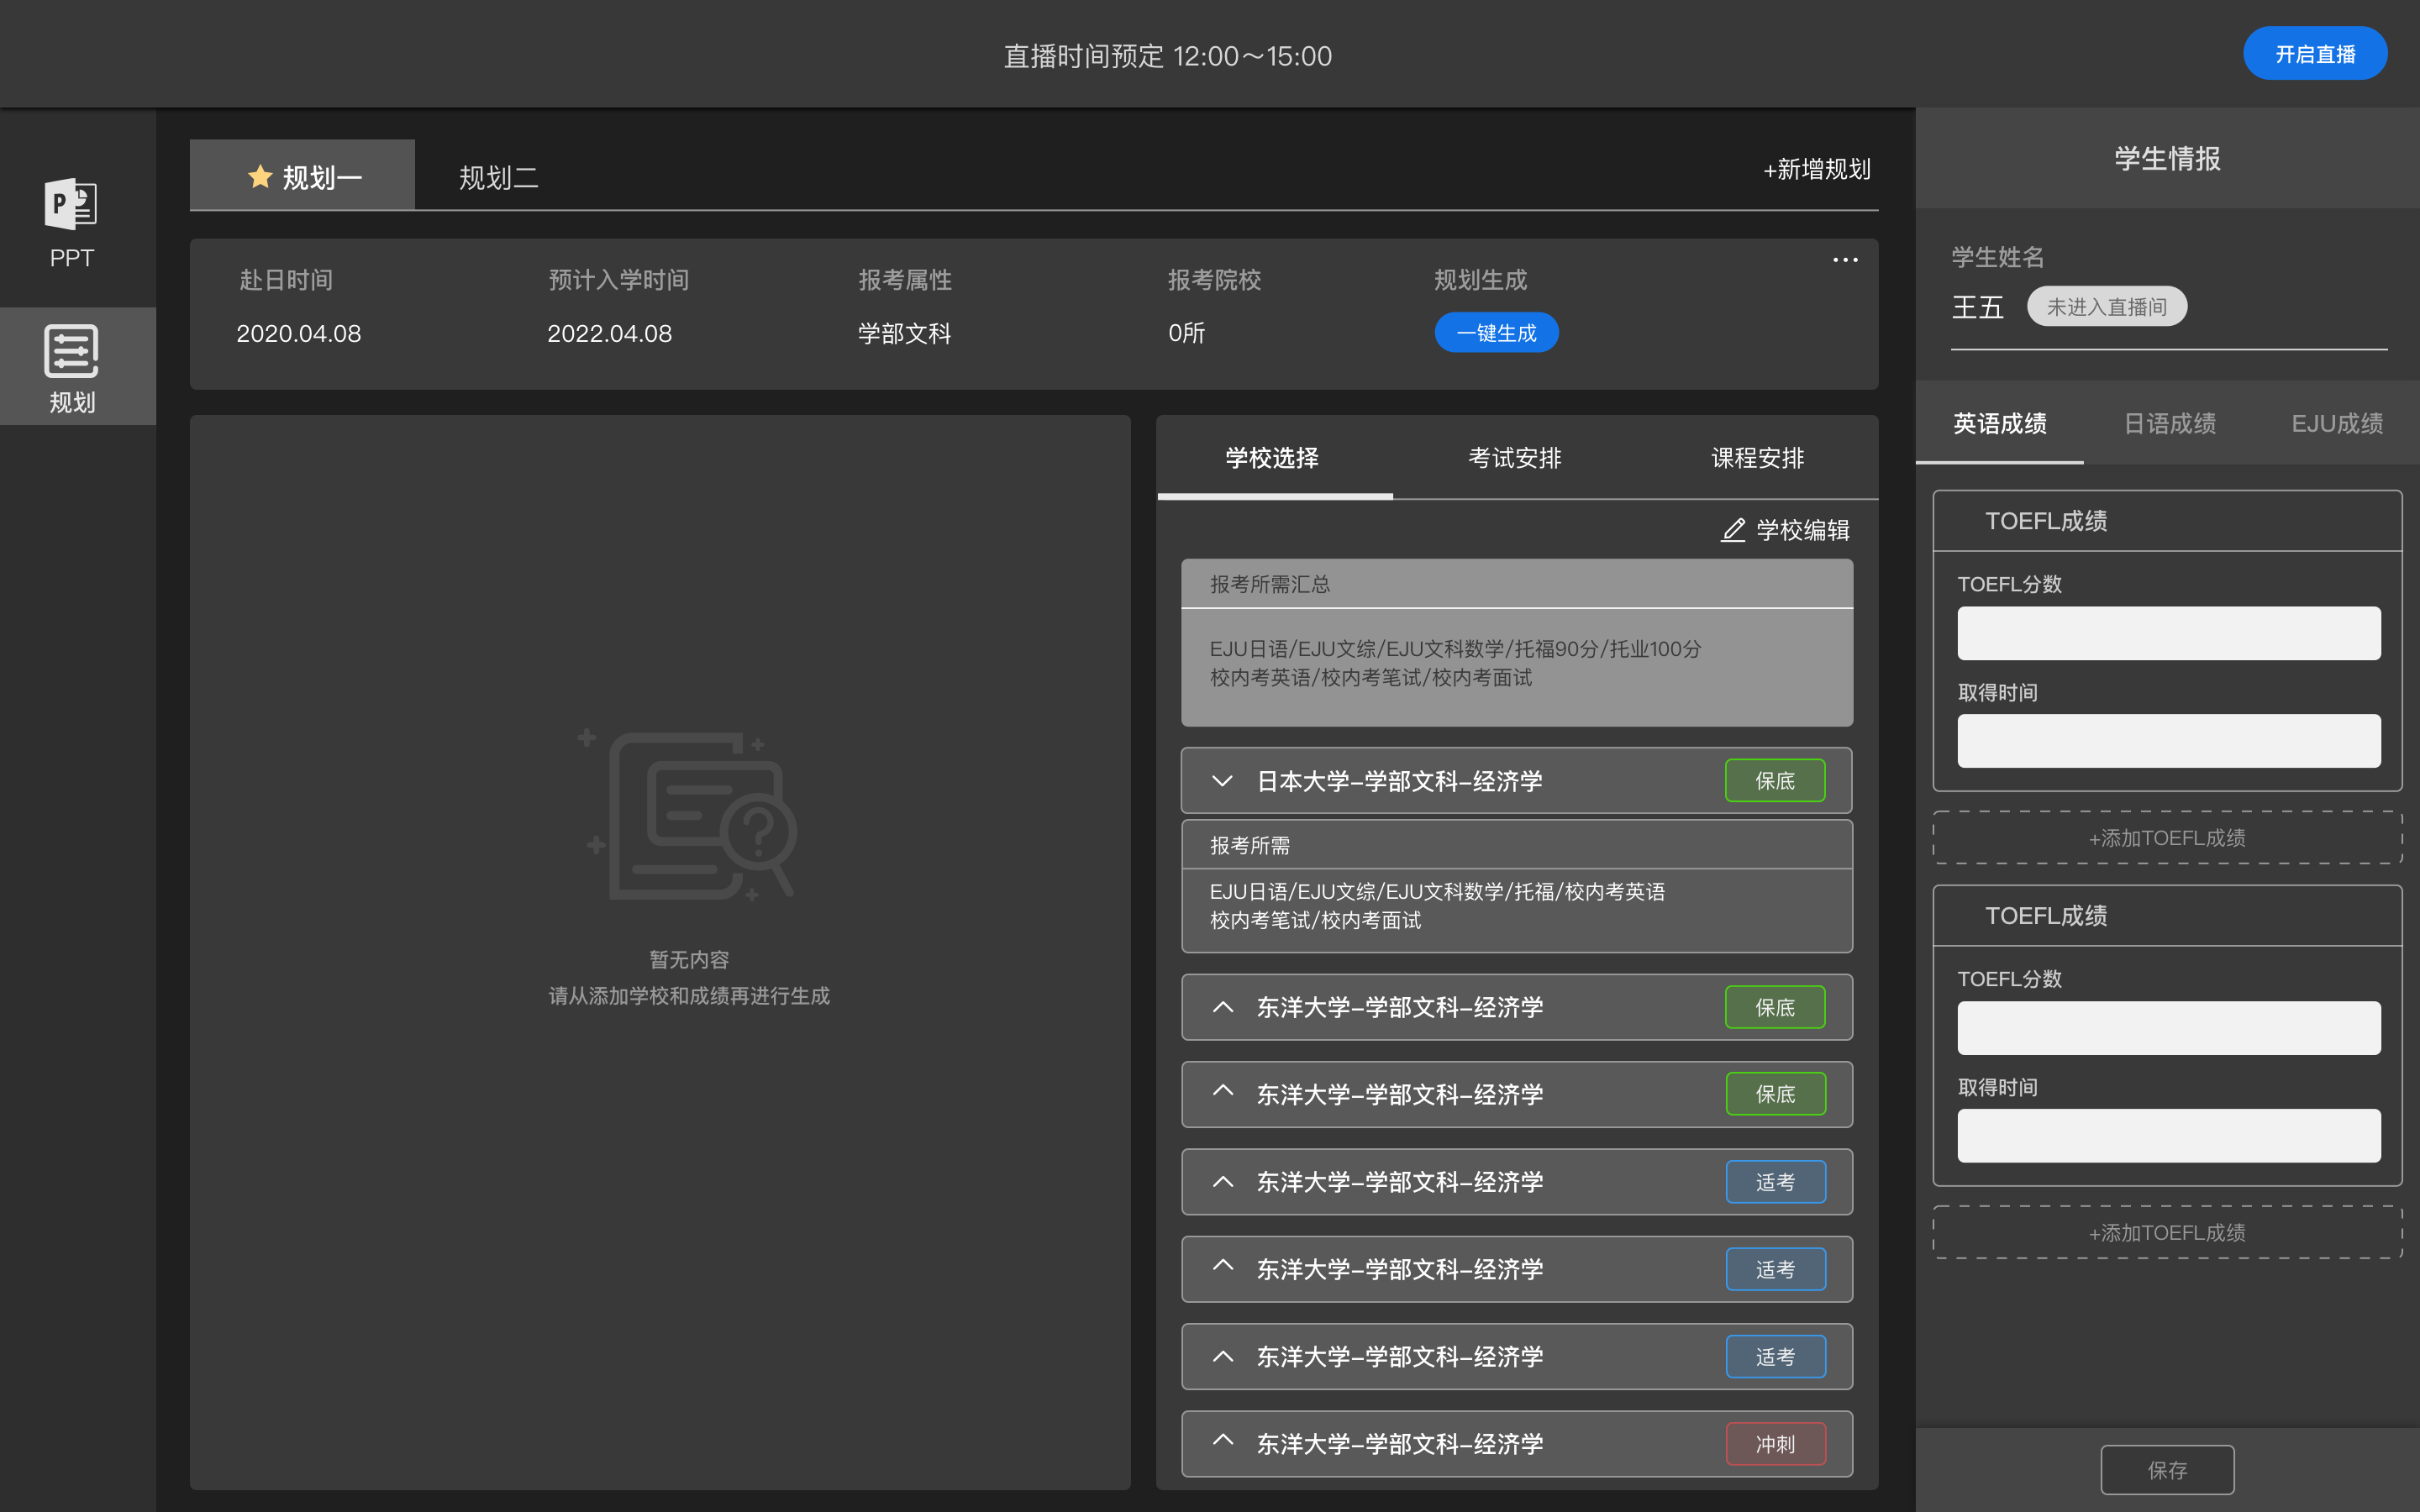 直播时间预定 12:00～15:00
开启直播
PPT
规划
规划一
规划二
+新增规划
赴日时间
预计入学时间
报考属性
报考院校
规划生成
2020.04.08
2022.04.08
学部文科
0所
一键生成
暂无内容
请从添加学校和成绩再进行生成
学校选择
考试安排
课程安排
学校编辑
报考所需汇总
EJU日语/EJU文综/EJU文科数学/托福90分/托业100分
校内考英语/校内考笔试/校内考面试
日本大学–学部文科–经济学
保底
报考所需
EJU日语/EJU文综/EJU文科数学/托福/校内考英语
校内考笔试/校内考面试
东洋大学–学部文科–经济学
保底
东洋大学–学部文科–经济学
保底
东洋大学–学部文科–经济学
适考
东洋大学–学部文科–经济学
适考
东洋大学–学部文科–经济学
适考
东洋大学–学部文科–经济学
冲刺
学生情报
学生姓名
王五
未进入直播间
英语成绩
日语成绩
EJU成绩
TOEFL成绩
TOEFL分数
取得时间
+添加TOEFL成绩
TOEFL成绩
TOEFL分数
取得时间
+添加TOEFL成绩
保存